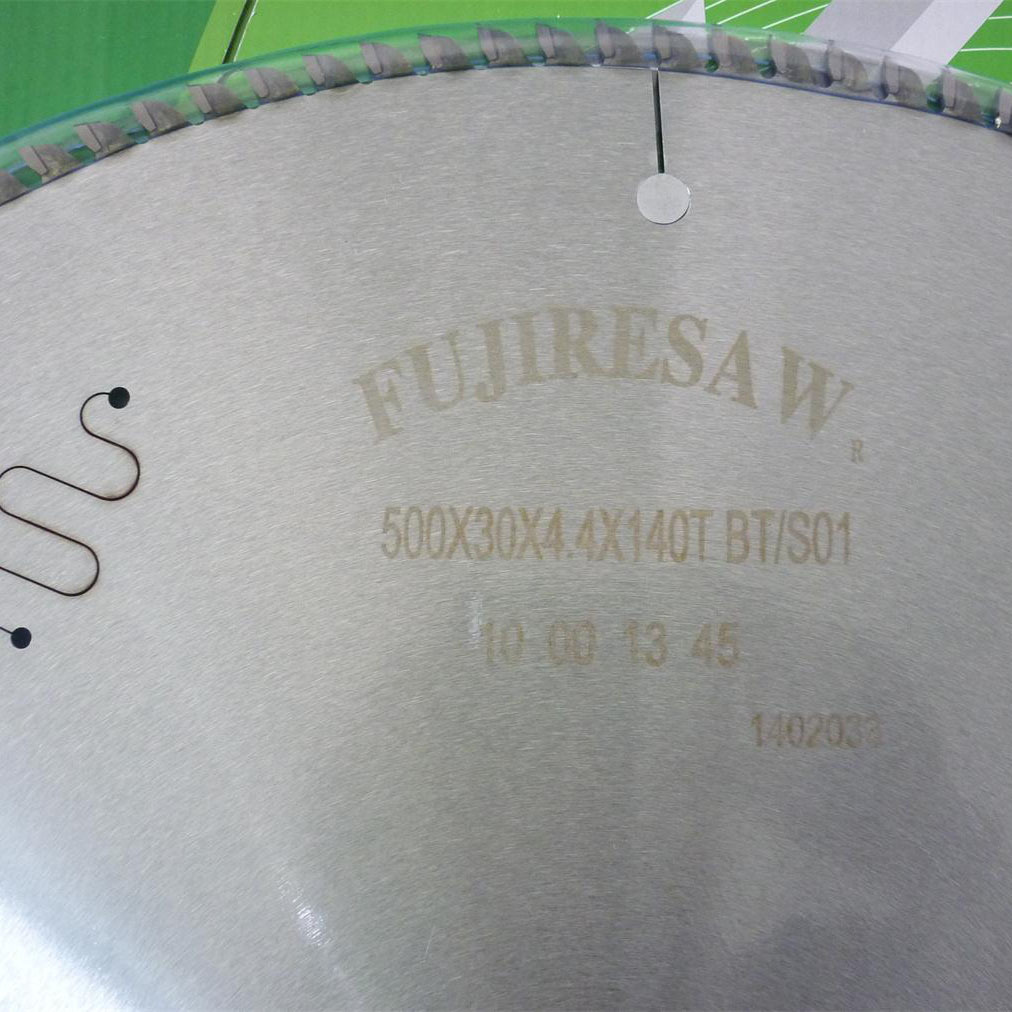 FUJIRESAW
R
500X30X4.4X140T BT/S01
10 00 13 45
1402033